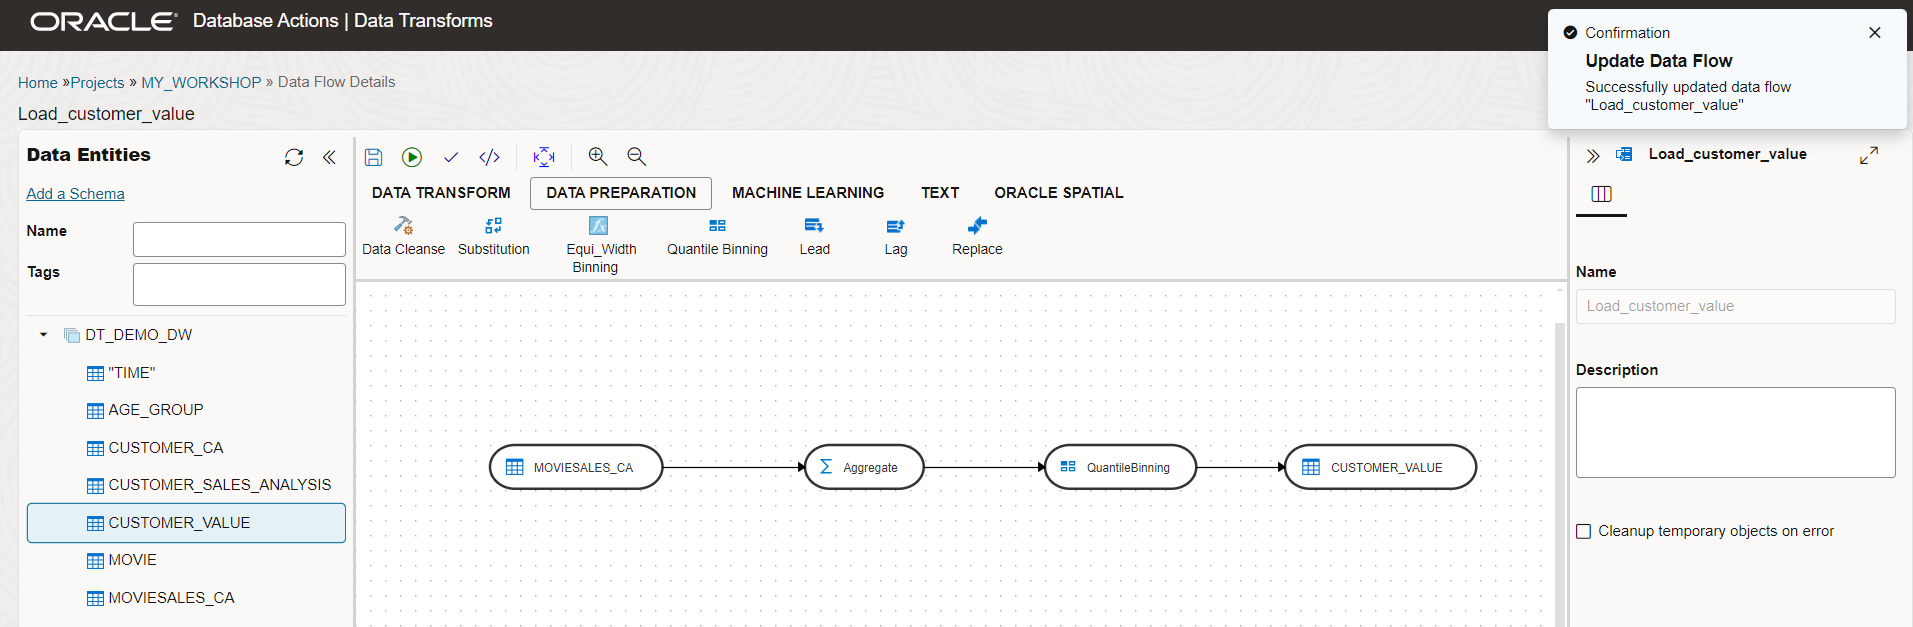 ORACLE Database Actions | Data Transforms
Confirmation
Update Data Flow
Successfully updated data flow
"Load_customer_value"
Home »Projects » MY_WORKSHOP » Data Flow Details
Load_customer_value
Data Entities
Add a Schema
Name
Tags
DT_DEMO_DW
"TIME"
AGE_GROUP
CUSTOMER_CA
CUSTOMER_SALES_ANALYSIS
CUSTOMER_VALUE
MOVIE
MOVIESALES_CA
DATA TRANSFORM DATA PREPARATION MACHINE LEARNING TEXT ORACLE SPATIAL
Data Cleanse Substitution Equi_Width Quantile Binning Lead Lag Replace
Binning
MOVIESALES_CA Aggregate QuantileBinning CUSTOMER_VALUE
Load_customer_value
Name
Load_customer_value
Description
Cleanup temporary objects on error